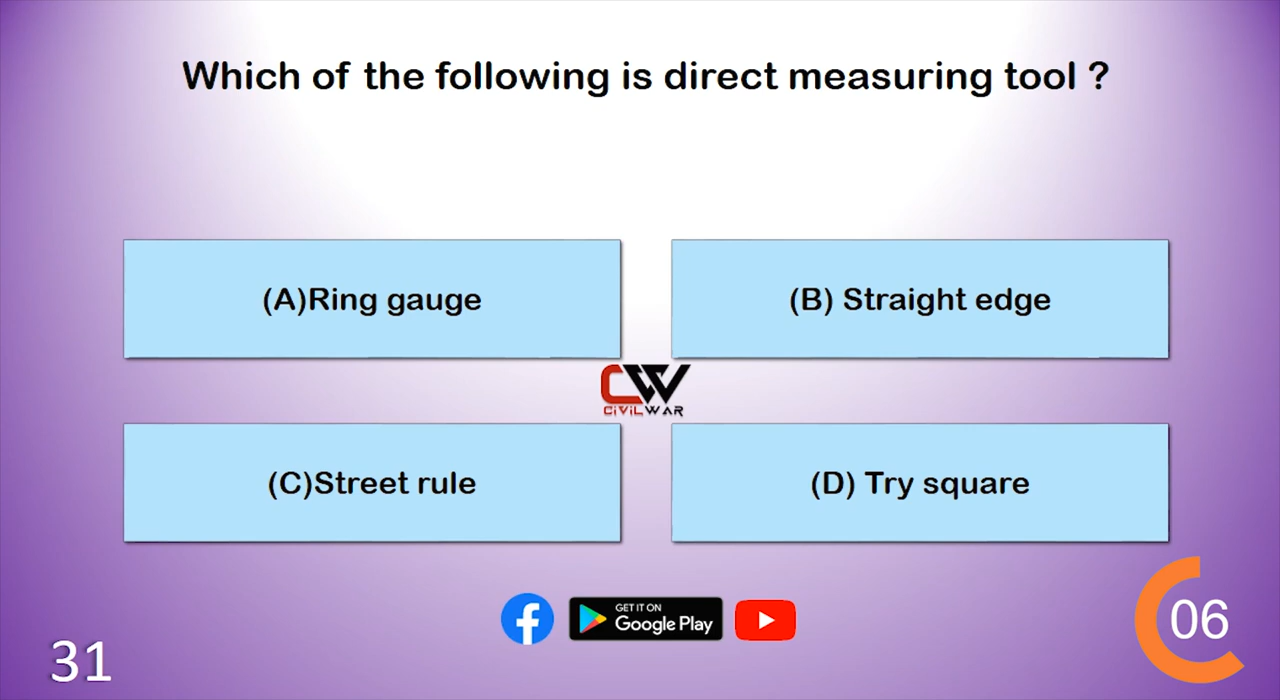 Which of the following is direct measuring tool ?
(A)Ring gauge
(B) Straight edge
CW
CiViLWAR
(C)Street rule
(D) Try square
GET IT ON
Google Play
06
31